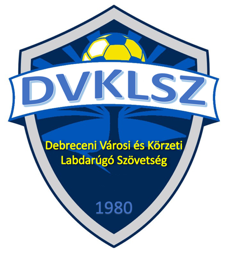 DVKLSZ
Debreceni Városi és Körzeti
Labdarúgó Szövetség
1980